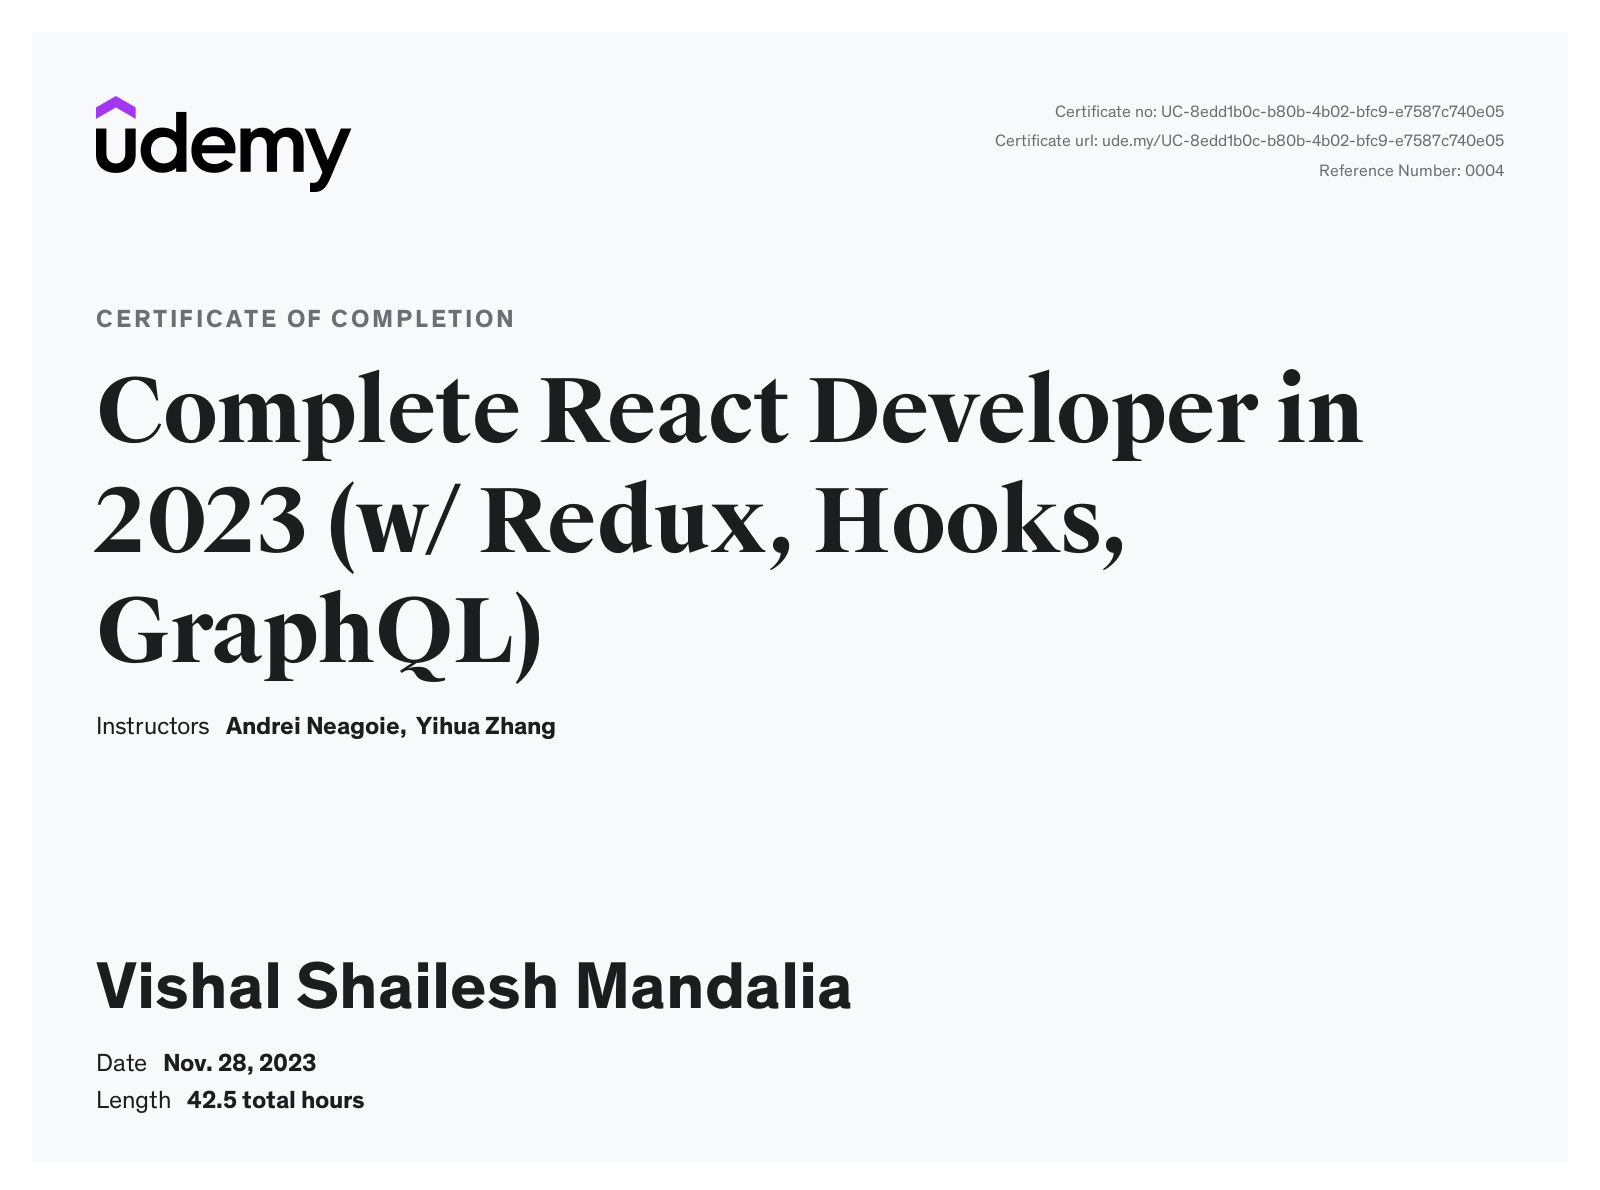 udemy
Certificate no: UC-8edd1b0c-b80b-4b02-bfc9-e7587c740e05
Certificate url: ude.my/UC-8edd1b0c-b80b-4b02-bfc9-e7587c740e05
Reference Number: 0004
CERTIFICATE OF COMPLETION
Complete React Developer in
2023 (w/ Redux, Hooks,
GraphQL)
Instructors Andrei Neagoie, Yihua Zhang
Vishal Shailesh Mandalia
Date Nov. 28, 2023
Length 42.5 total hours